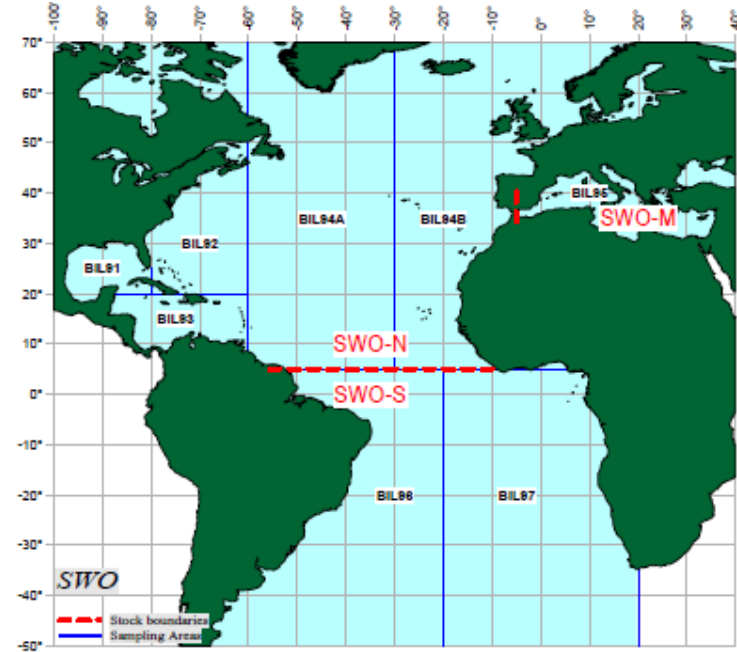 -100° -90° -80° -70° -60° -50° -40° -30° -20° -10° 0° 10° 20° 30° 40°
70°
60°
50°
40°
30°
20°
10°
0°
-10°
-20°
-30°
-40°
-50°
BIL94A
BIL94B
BIL95
SWO-M
BIL92
BIL91
BIL93
SWO-N
SWO-S
BIL96
BIL97
SWO
Stock boundaries
Sampling Areas